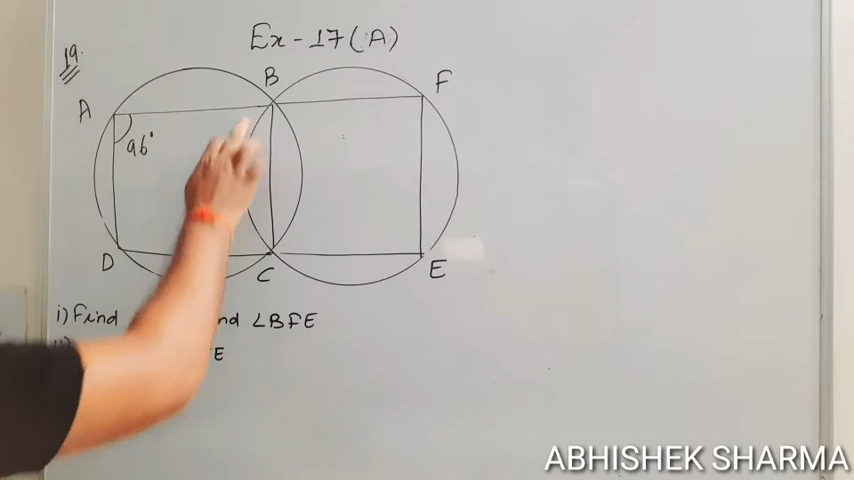 Ex - 17(A)
19.
B
F
A
96°
D
C
E
i) Find nd ∠BFE
E
ABHISHEK SHARMA